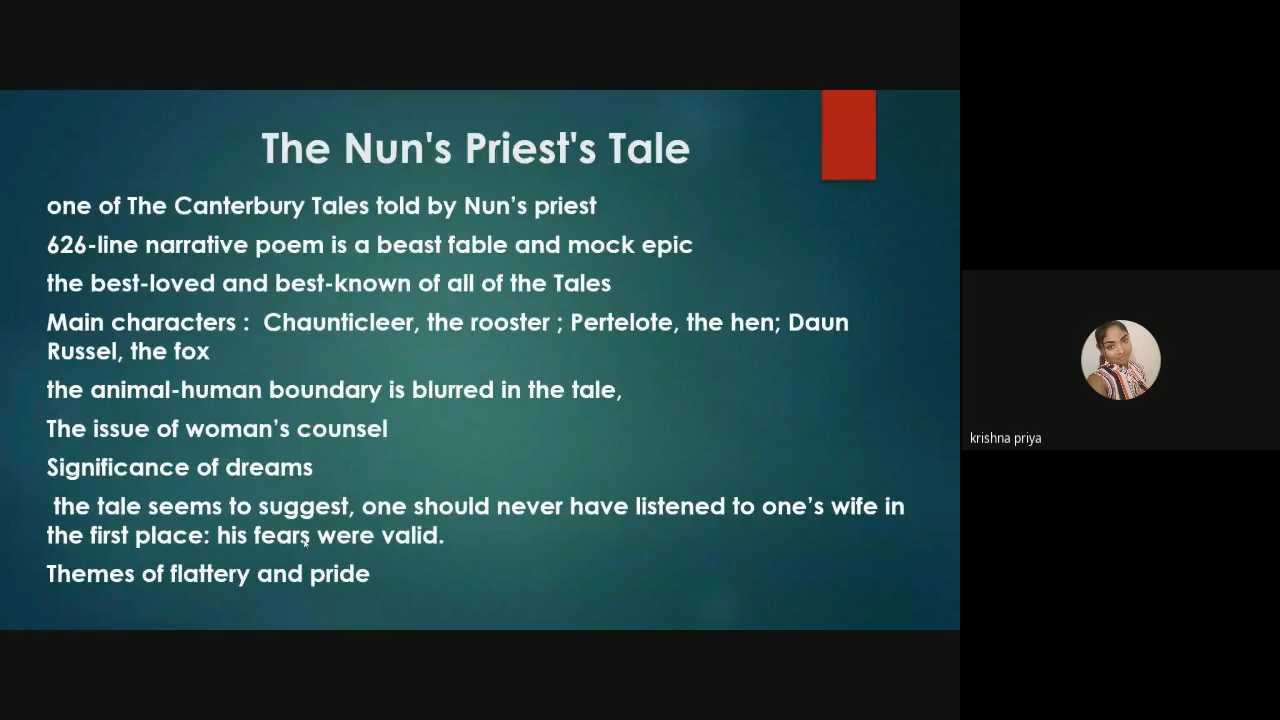 The Nun's Priest's Tale
one of The Canterbury Tales told by Nun’s priest
626-line narrative poem is a beast fable and mock epic
the best-loved and best-known of all of the Tales
Main characters :  Chaunticleer, the rooster ; Pertelote, the hen; Daun
Russel, the fox
the animal-human boundary is blurred in the tale,
The issue of woman’s counsel
Significance of dreams
the tale seems to suggest, one should never have listened to one’s wife in
the first place: his fears were valid.
Themes of flattery and pride
krishna priya